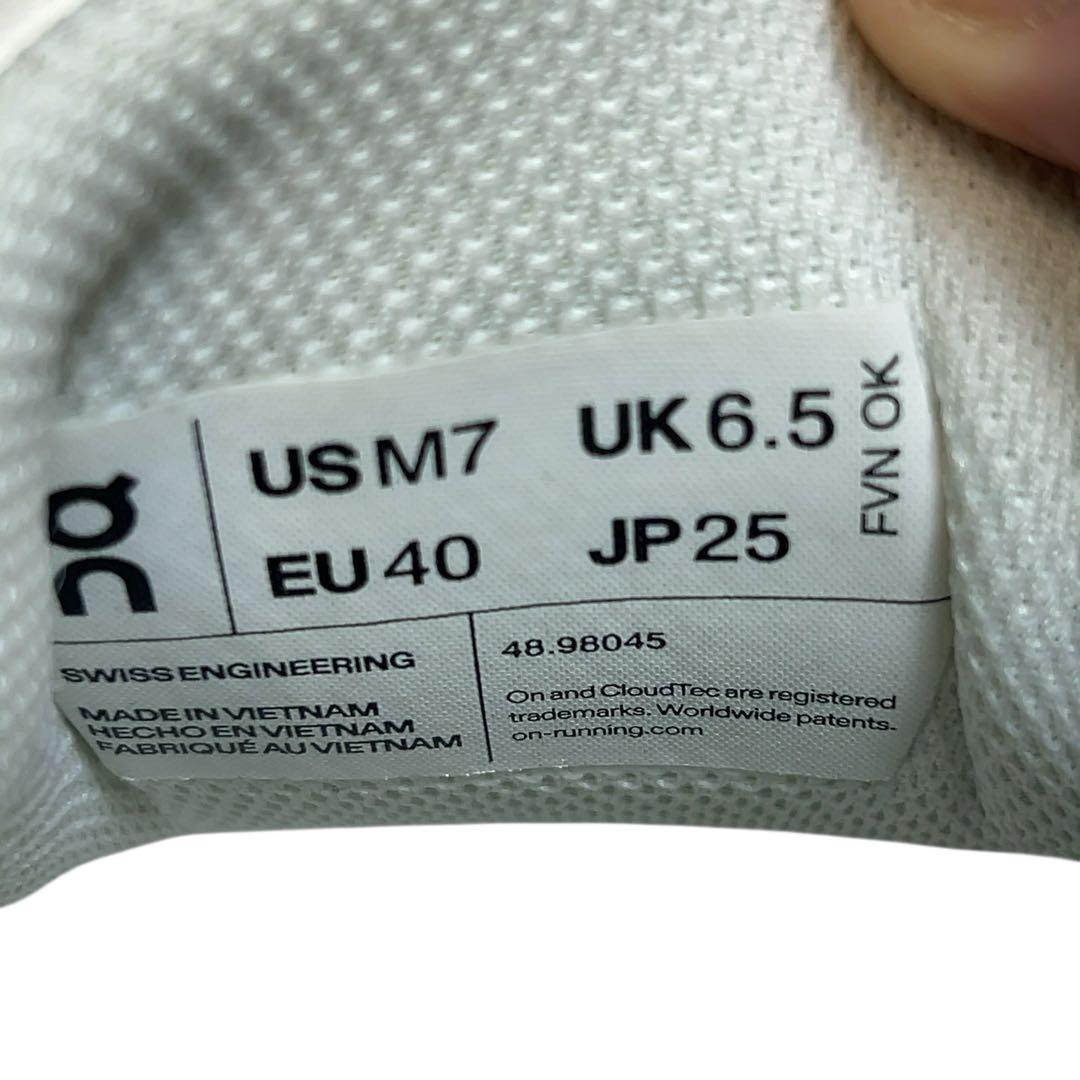 On
US M7 UK 6.5
EU 40 JP 25
FVN OK
SWISS ENGINEERING
MADE IN VIETNAM
HECHO EN VIETNAM
FABRIQUÉ AU VIETNAM
48.98045
On and CloudTec are registered
trademarks. Worldwide patents.
on-running.com